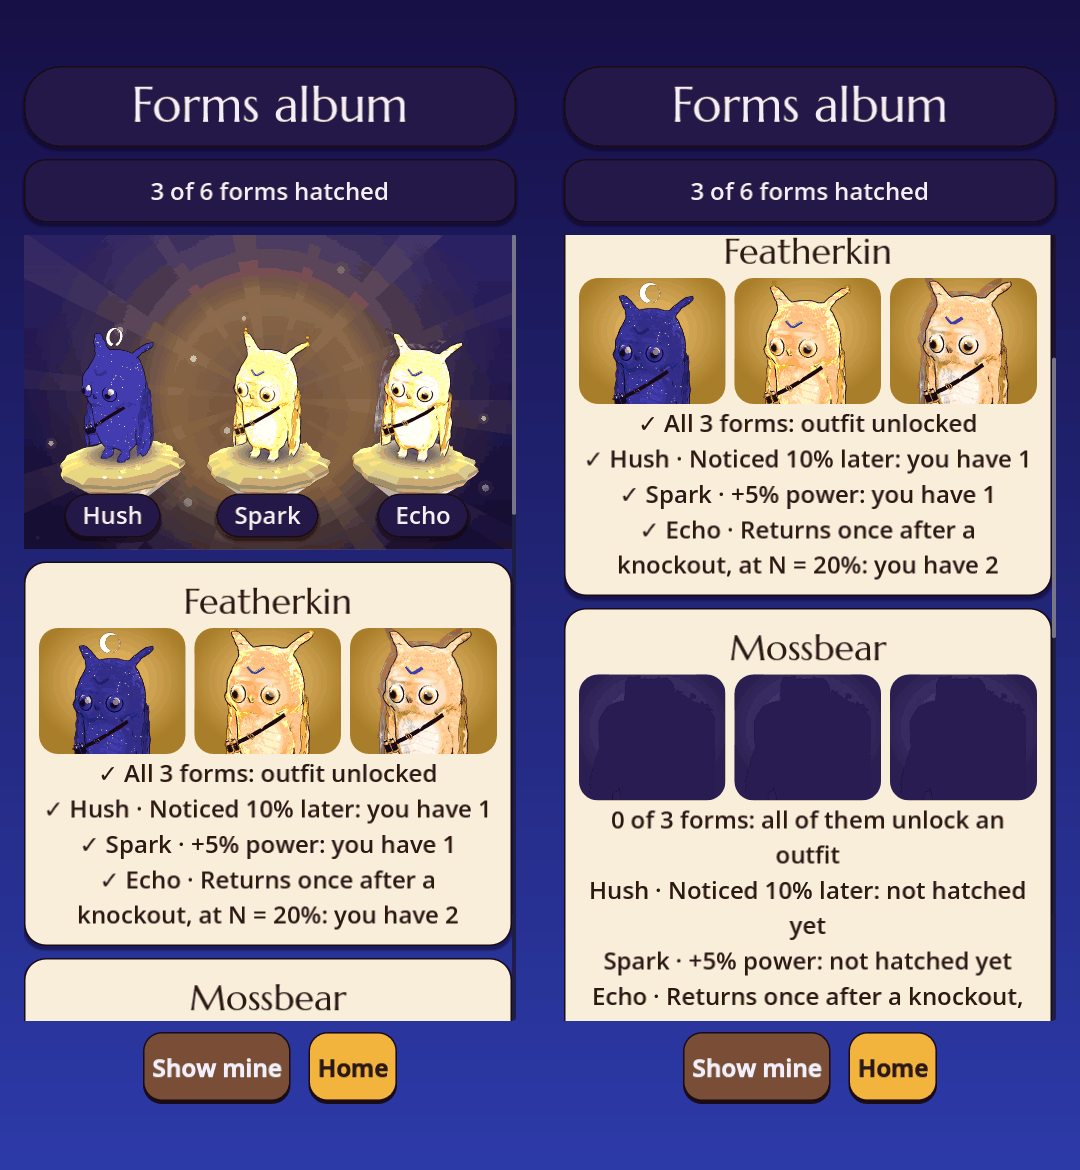 Forms album
3 of 6 forms hatched
Hush
Spark
Echo
Featherkin
✓ All 3 forms: outfit unlocked
✓ Hush · Noticed 10% later: you have 1
✓ Spark · +5% power: you have 1
✓ Echo · Returns once after a
knockout, at N = 20%: you have 2
Mossbear
Show mine
Home
Forms album
3 of 6 forms hatched
Featherkin
✓ All 3 forms: outfit unlocked
✓ Hush · Noticed 10% later: you have 1
✓ Spark · +5% power: you have 1
✓ Echo · Returns once after a
knockout, at N = 20%: you have 2
Mossbear
0 of 3 forms: all of them unlock an
outfit
Hush · Noticed 10% later: not hatched
yet
Spark · +5% power: not hatched yet
Echo · Returns once after a knockout,
Show mine
Home